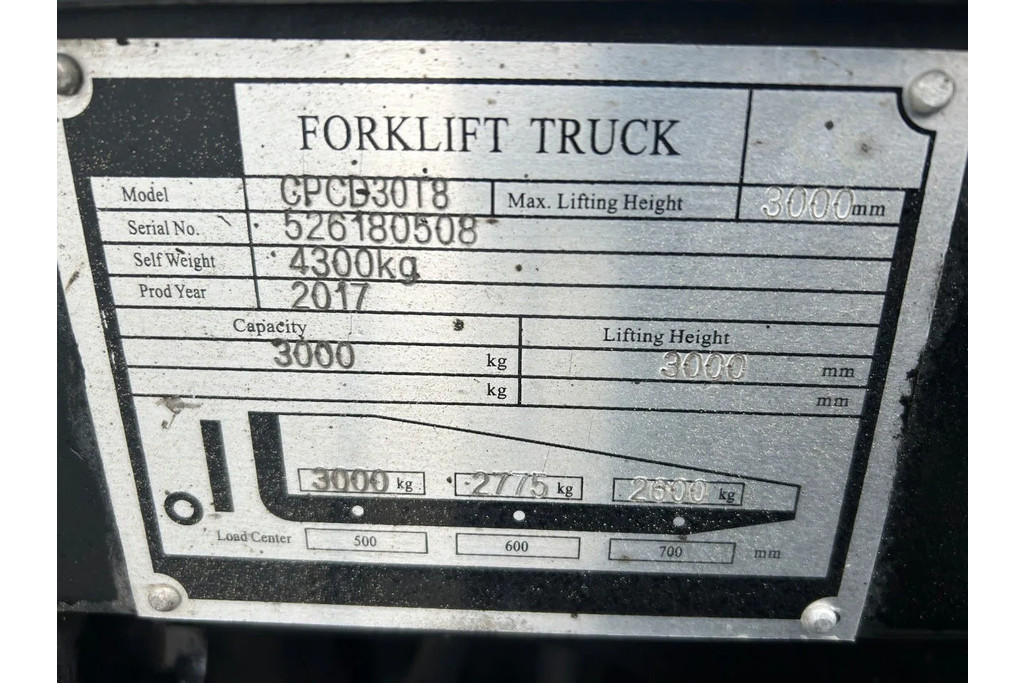 FORKLIFT TRUCK
Model CPCD30T8 Max. Lifting Height 3000mm
Serial No. 526180508
Self Weight 4300kg
Prod Year 2017
Capacity Lifting Height
3000 kg 3000 mm
kg mm
3000 kg 2775 kg 2600 kg
Load Center 500 600 700 mm